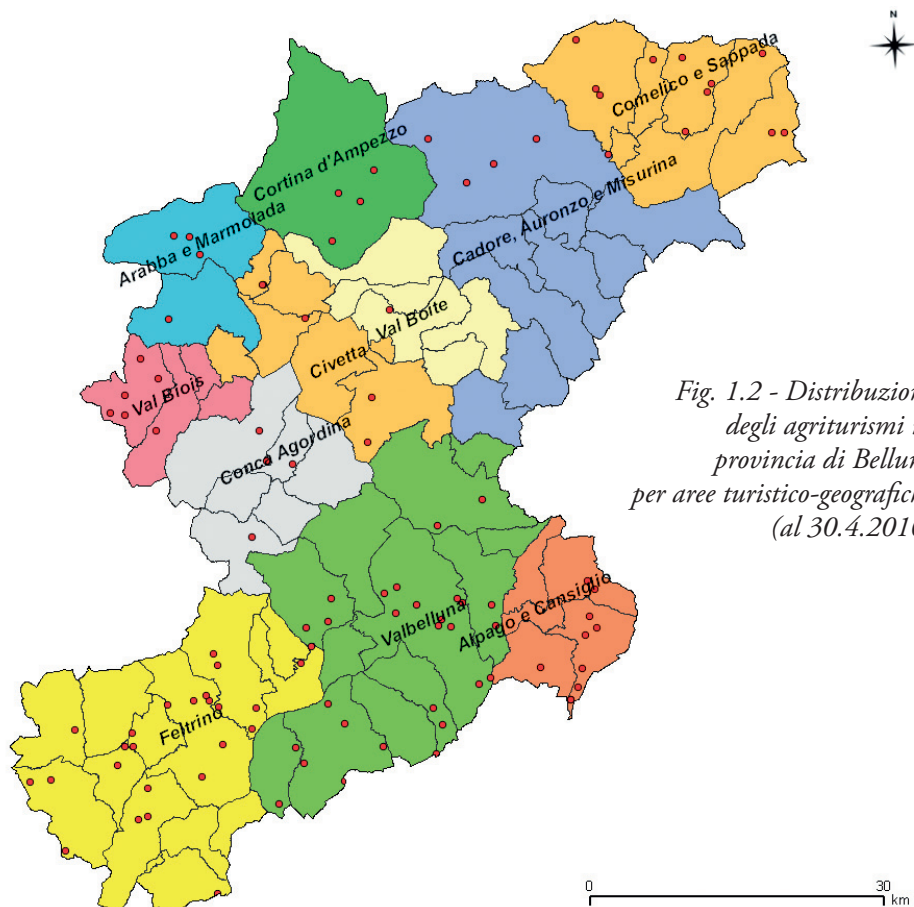 N
Comelico e Sappada
Cortina d'Ampezzo
Cadore, Auronzo e Misurina
Arabba e Marmolada
Val Boite
Civetta
Val Biois
Conca Agordina
Fig. 1.2 - Distribuzion
degli agriturismi i
provincia di Bellun
per aree turistico-geografich
(al 30.4.2010
Alpago e Cansiglio
Valbelluna
Feltrino
0 30
km